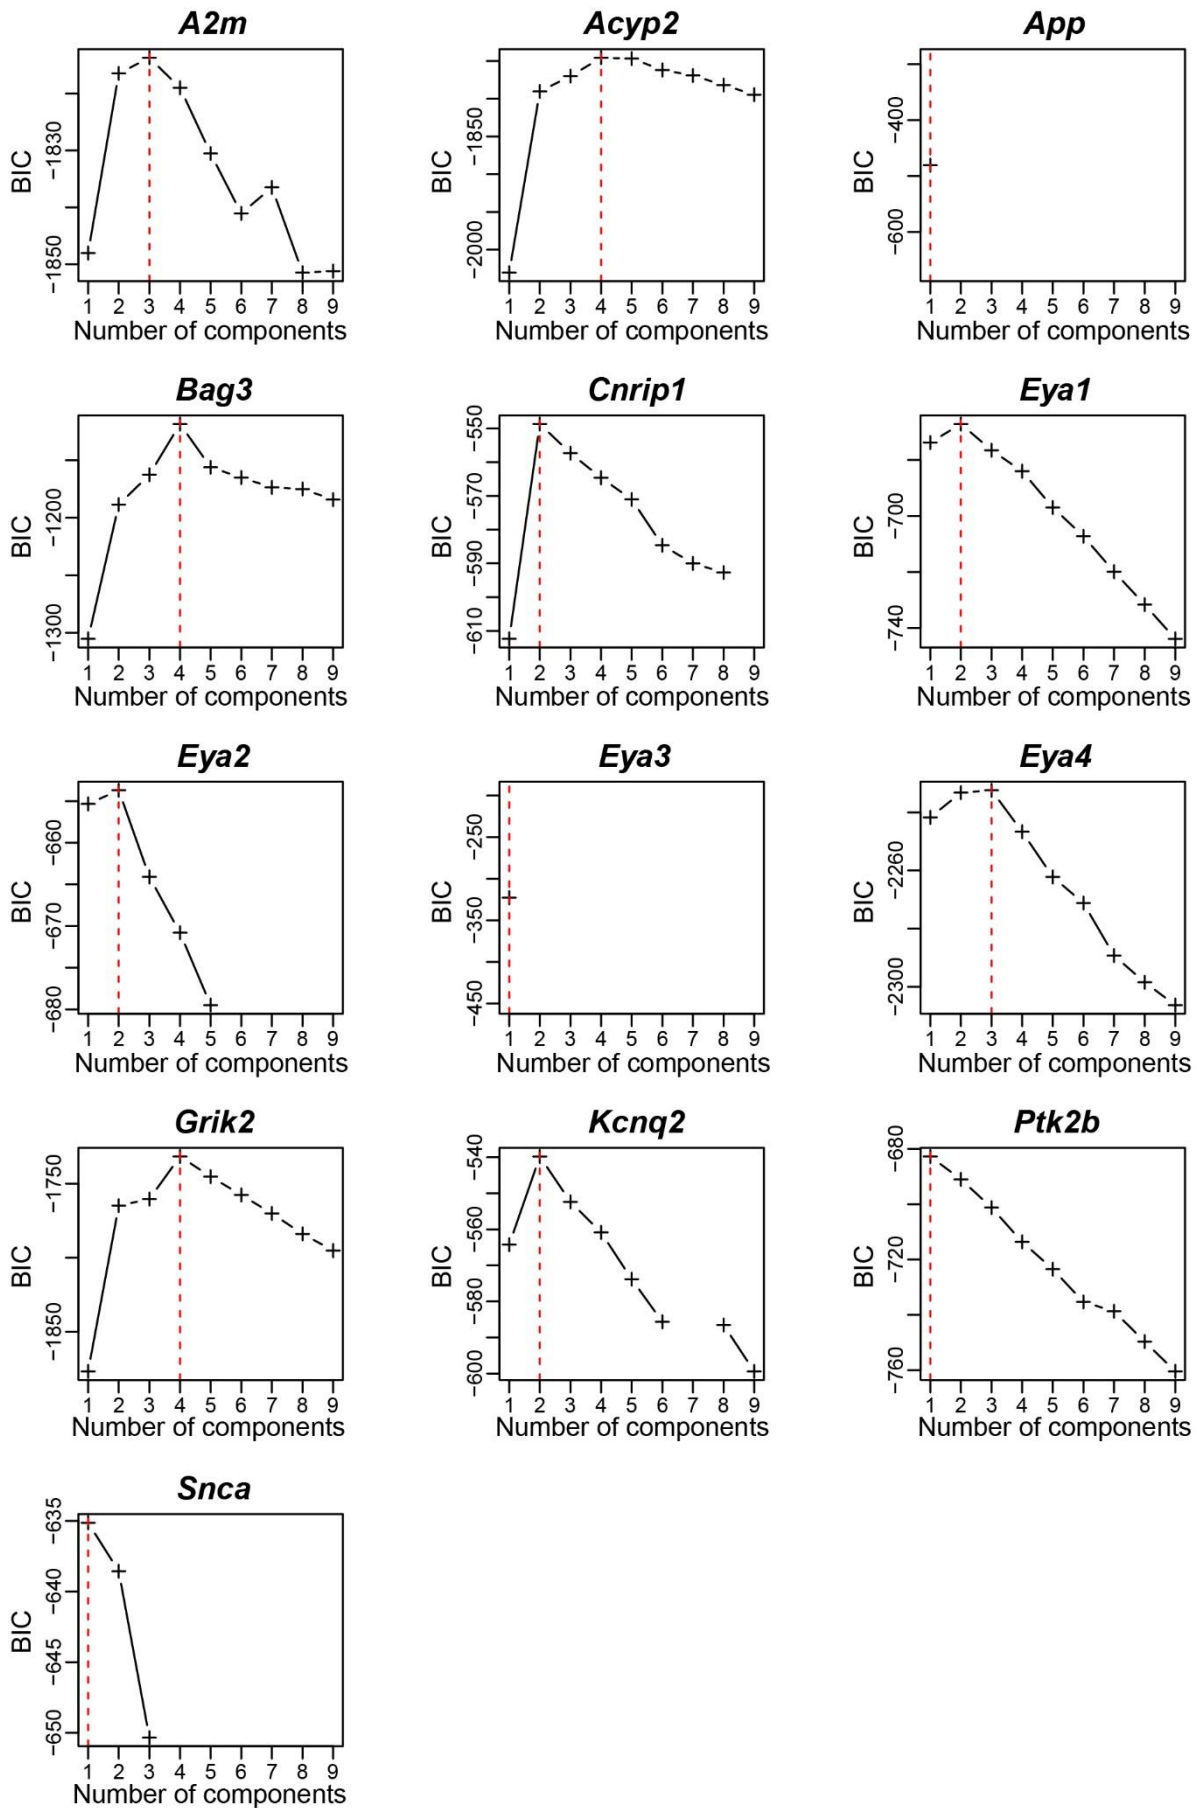 A2m Acyp2 App
BIC −1830 −1850 BIC −1850 −2000 BIC −400 −600
1 2 3 4 5 6 7 8 9 1 2 3 4 5 6 7 8 9 1 2 3 4 5 6 7 8 9
Number of components Number of components Number of components
Bag3 Cnrip1 Eya1
BIC −1200 −1300 BIC −550 −570 −590 −610 BIC −700 −740
1 2 3 4 5 6 7 8 9 1 2 3 4 5 6 7 8 9 1 2 3 4 5 6 7 8 9
Number of components Number of components Number of components
Eya2 Eya3 Eya4
BIC −660 −670 −680 BIC −250 −350 −450 BIC −2260 −2300
1 2 3 4 5 6 7 8 9 1 2 3 4 5 6 7 8 9 1 2 3 4 5 6 7 8 9
Number of components Number of components Number of components
Grik2 Kcnq2 Ptk2b
BIC −1750 −1850 BIC −540 −560 −580 −600 BIC −680 −720 −760
1 2 3 4 5 6 7 8 9 1 2 3 4 5 6 7 8 9 1 2 3 4 5 6 7 8 9
Number of components Number of components Number of components
Snca
BIC −635 −640 −645 −650
1 2 3 4 5 6 7 8 9
Number of components